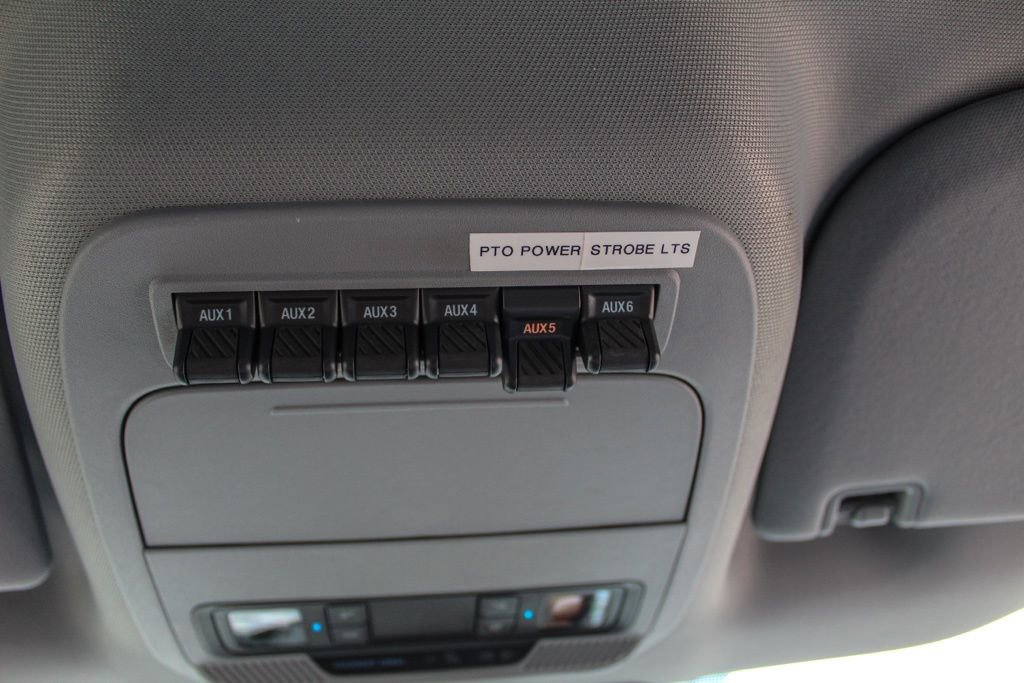 PTO POWER STROBE LTS
AUX1 AUX2 AUX3 AUX4 AUX5 AUX6